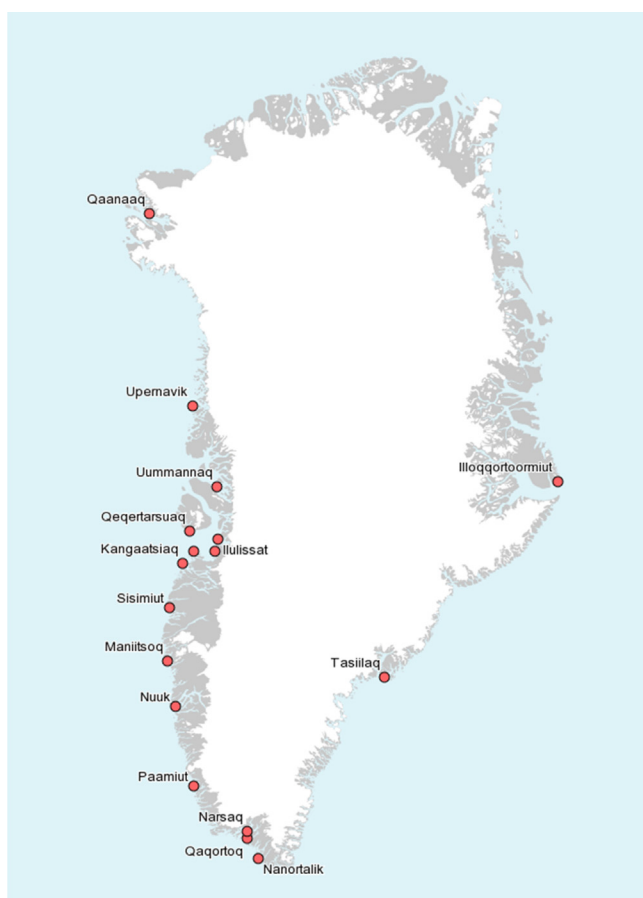 Qaanaaq
Upernavik
Uummannaq
Illoqqortoormiut
Qeqertarsuaq
Kangaatsiaq
Ilulissat
Sisimiut
Maniitsoq
Tasiilaq
Nuuk
Paamiut
Narsaq
Qaqortoq
Nanortalik